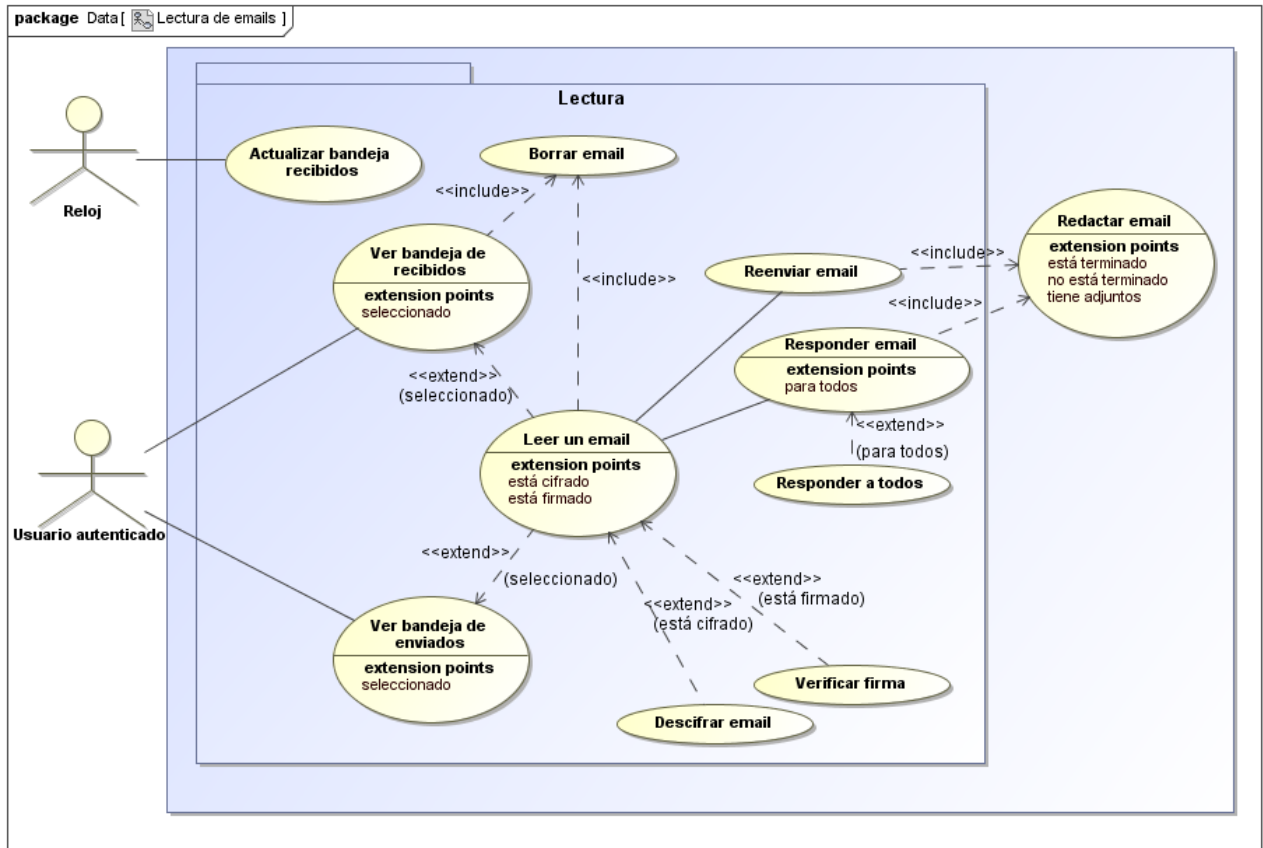 package Data [ Lectura de emails ]
Lectura
Reloj
Actualizar bandeja
recibidos
Borrar email
<<include>>
Ver bandeja de
recibidos
extension points
seleccionado
<<include>>
Reenviar email
<<include>>
Redactar email
extension points
está terminado
no está terminado
tiene adjuntos
<<include>>
Responder email
extension points
para todos
<<extend>>
(seleccionado)
<<extend>>
(para todos)
Leer un email
extension points
está cifrado
está firmado
Responder a todos
Usuario autenticado
<<extend>>
(seleccionado)
<<extend>>
(está firmado)
<<extend>>
(está cifrado)
Ver bandeja de
enviados
extension points
seleccionado
Verificar firma
Descifrar email